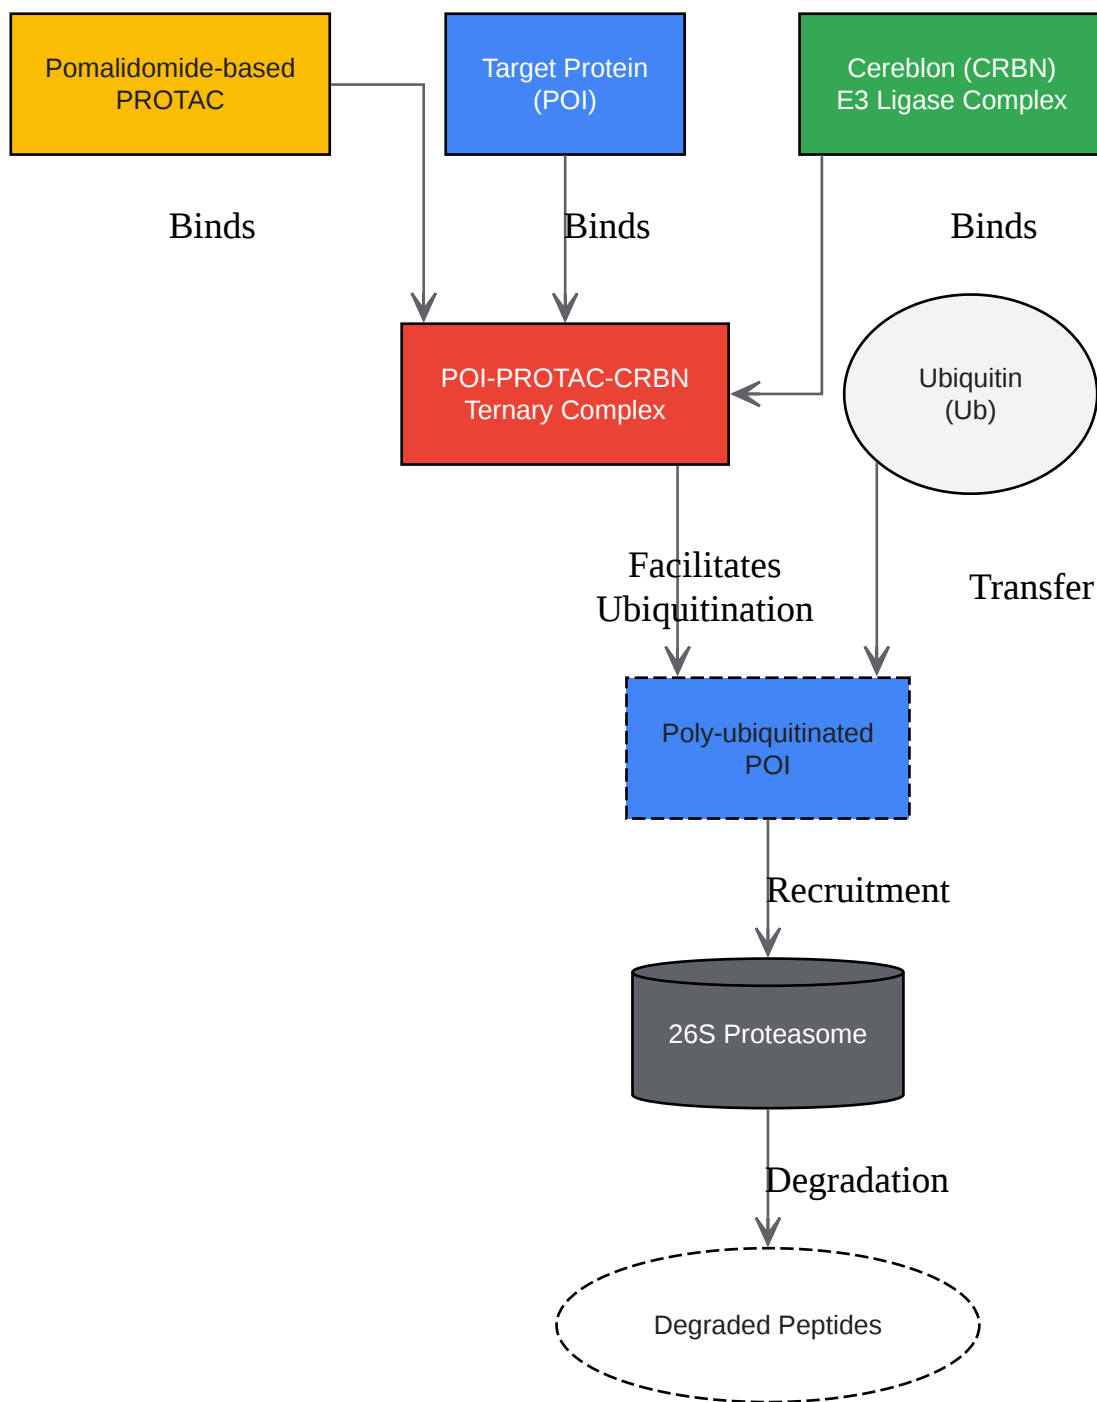 Pomalidomide-based
PROTAC
Target Protein
(POI)
Cereblon (CRBN)
E3 Ligase Complex
Binds
Binds
Binds
POI-PROTAC-CRBN
Ternary Complex
Ubiquitin
(Ub)
Facilitates
Ubiquitination
Transfer
Poly-ubiquitinated
POI
Recruitment
26S Proteasome
Degradation
Degraded Peptides